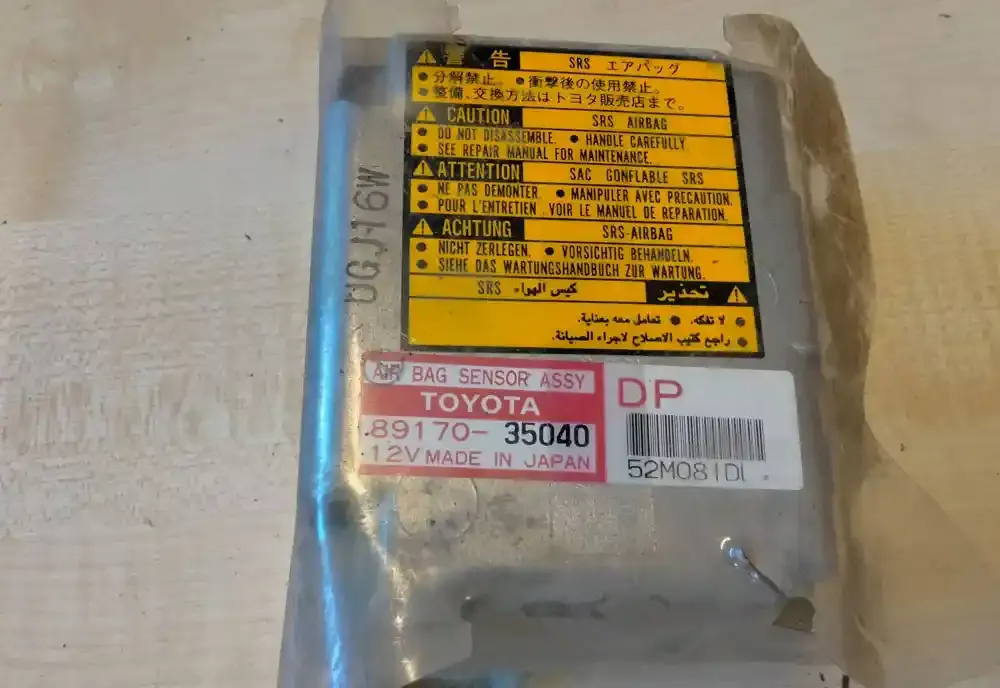 警告 SRS エアバッグ
● 分解禁止。 ● 衝撃後の使用禁止。
● 整備、交換方法はトヨタ販売店まで。
CAUTION SRS AIRBAG
● DO NOT DISASSEMBLE. ● HANDLE CAREFULLY.
● SEE REPAIR MANUAL FOR MAINTENANCE.
ATTENTION SAC GONFLABLE SRS
● NE PAS DEMONTER. ● MANIPULER AVEC PRECAUTION.
● POUR L'ENTRETIEN . VOIR LE MANUEL DE REPARATION.
ACHTUNG SRS-AIRBAG
● NICHT ZERLEGEN. ● VORSICHTIG BEHANDELN.
● SIEHE DAS WARTUNGSHANDBUCH ZUR WARTUNG.
تحذير كيس الهواء SRS
● لا تفكه. ● تعامل معه بعناية.
● راجع كتيب الاصلاح لاجراء الصيانة.
UGJ16W
AIR BAG SENSOR ASSY
TOYOTA
89170-35040
12V MADE IN JAPAN
DP